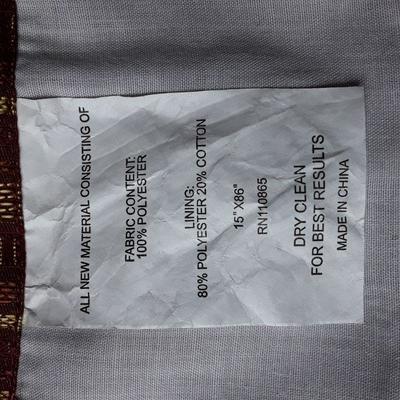 ALL NEW MATERIAL CONSISTING OF
FABRIC CONTENT:
100% POLYESTER
LINING:
80% POLYESTER 20% COTTON
15"X86"
RN110865
DRY CLEAN
FOR BEST RESULTS
MADE IN CHINA